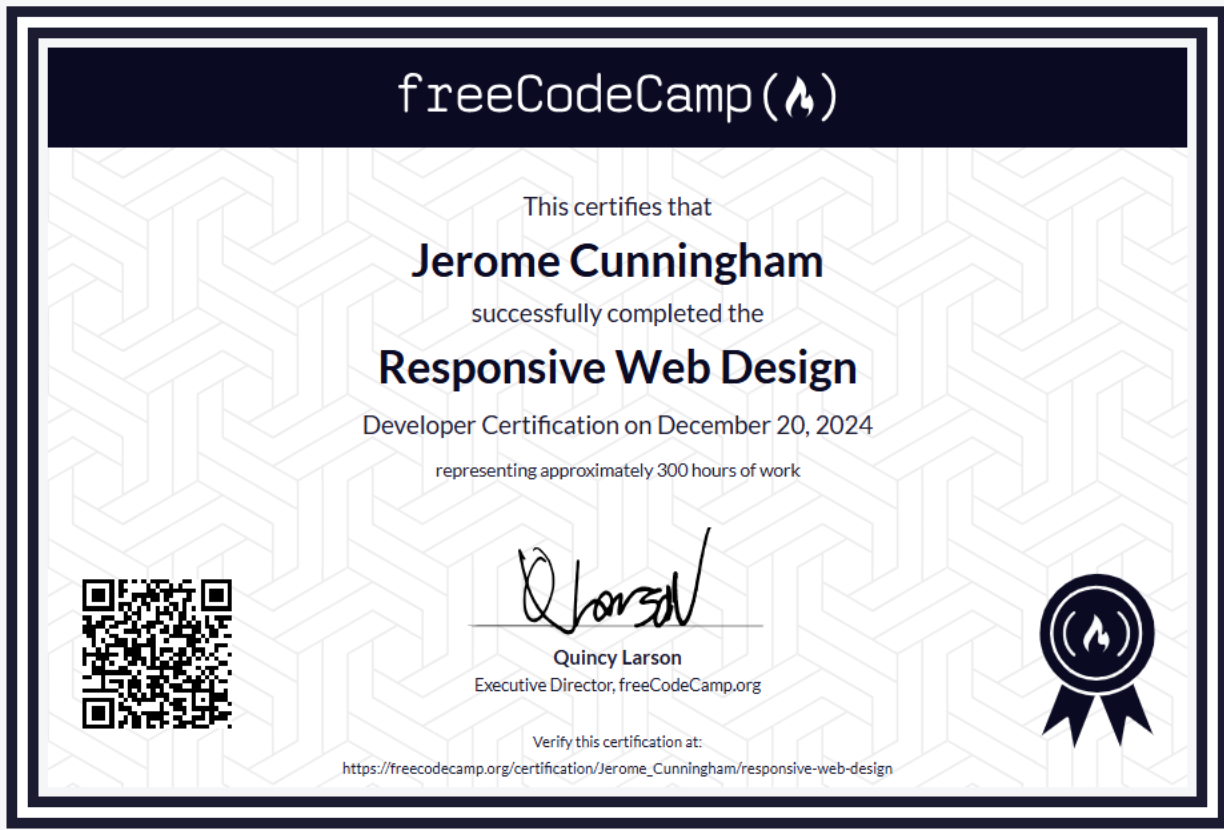 freeCodeCamp
This certifies that
Jerome Cunningham
successfully completed the
Responsive Web Design
Developer Certification on December 20, 2024
representing approximately 300 hours of work
Q Larson
Quincy Larson
Executive Director, freeCodeCamp.org
Verify this certification at:
https://freecodecamp.org/certification/Jerome_Cunningham/responsive-web-design